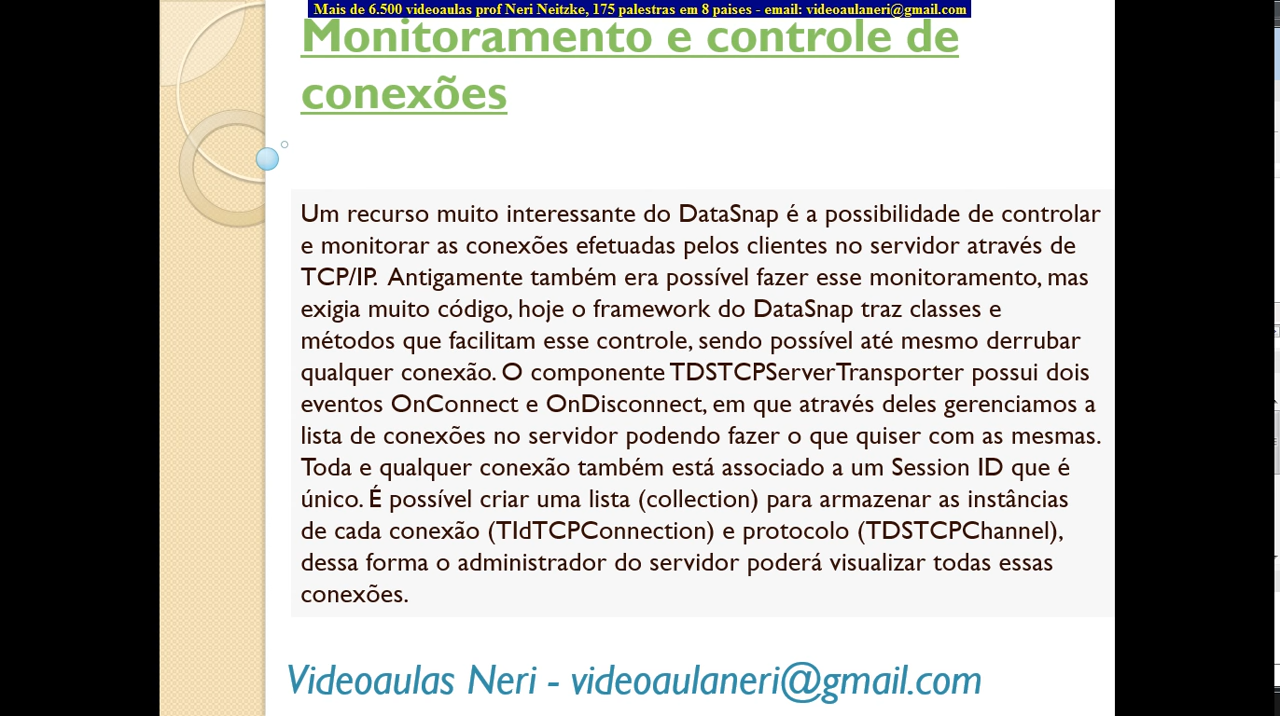 Mais de 6.500 videoaulas prof Neri Neitzke, 175 palestras em 8 paises - email: videoaulaneri@gmail.com
Monitoramento e controle de
conexões
Um recurso muito interessante do DataSnap é a possibilidade de controlar
e monitorar as conexões efetuadas pelos clientes no servidor através de
TCP/IP. Antigamente também era possível fazer esse monitoramento, mas
exigia muito código, hoje o framework do DataSnap traz classes e
métodos que facilitam esse controle, sendo possível até mesmo derrubar
qualquer conexão. O componente TDSTCPServerTransporter possui dois
eventos OnConnect e OnDisconnect, em que através deles gerenciamos a
lista de conexões no servidor podendo fazer o que quiser com as mesmas.
Toda e qualquer conexão também está associado a um Session ID que é
único. É possível criar uma lista (collection) para armazenar as instâncias
de cada conexão (TIdTCPConnection) e protocolo (TDSTCPChannel),
dessa forma o administrador do servidor poderá visualizar todas essas
conexões.
Videoaulas Neri - videoaulaneri@gmail.com